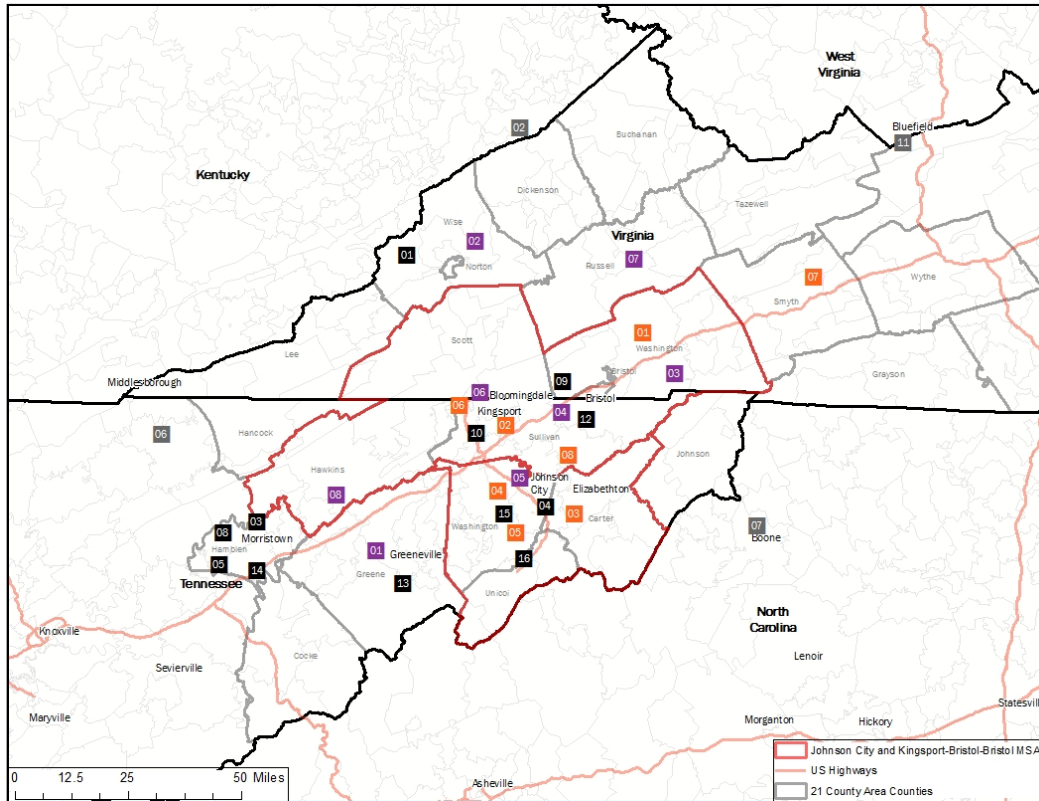 West
Virginia
Bluefield
11
02
Buchanan
Kentucky
Dickenson
Tazewell
Wise
02
Virginia
01
Norton
Russell
07
07
Wythe
Smyth
01
Scott
Washington
Lee
Bristol
03
Grayson
Middlesborough
09
06
Bloomingdale
Bristol
06
Kingsport
04
12
02
10
06
Hancock
Sullivan
Johnson
08
Hawkins
05
Johnson
City
08
04
Elizabethton
04
03
15
Carter
03
Washington
05
07
Boone
08
Morristown
Hamblen
01
Greeneville
16
05
14
Greene
13
Tennessee
Unicoi
North
Carolina
Knoxville
Cocke
Lenoir
Sevierville
Maryville
Morganton
Hickory
Statesvill
Johnson City and Kingsport-Bristol-Bristol MSA
US Highways
21 County Area Counties
0 12.5 25 50 Miles
Asheville